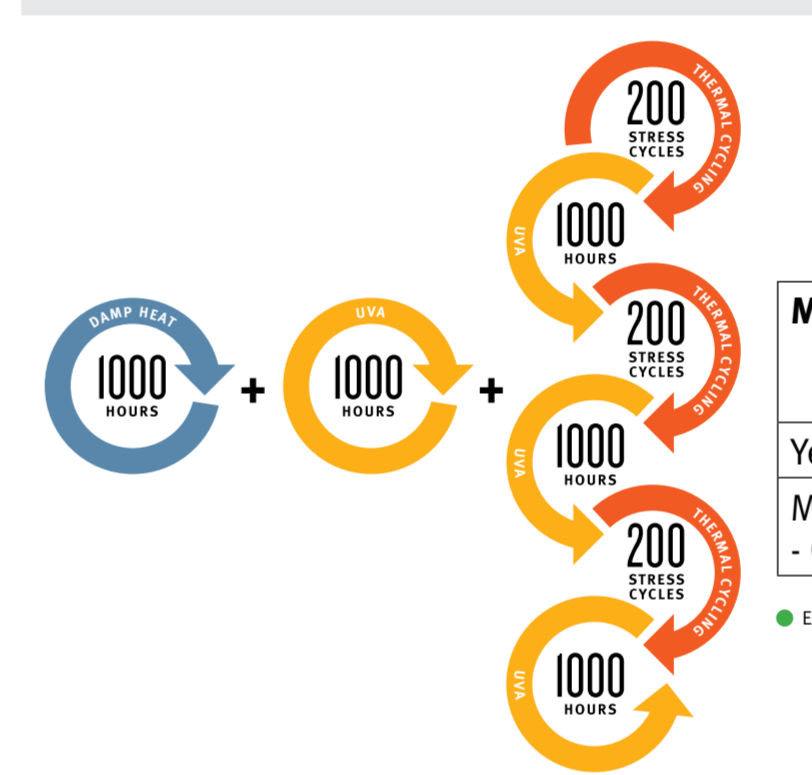 DAMP HEAT
1000
HOURS
+
UVA
1000
HOURS
+
THERMAL CYCLING
200
STRESS
CYCLES
UVA
1000
HOURS
THERMAL CYCLING
200
STRESS
CYCLES
UVA
1000
HOURS
THERMAL CYCLING
200
STRESS
CYCLES
UVA
1000
HOURS